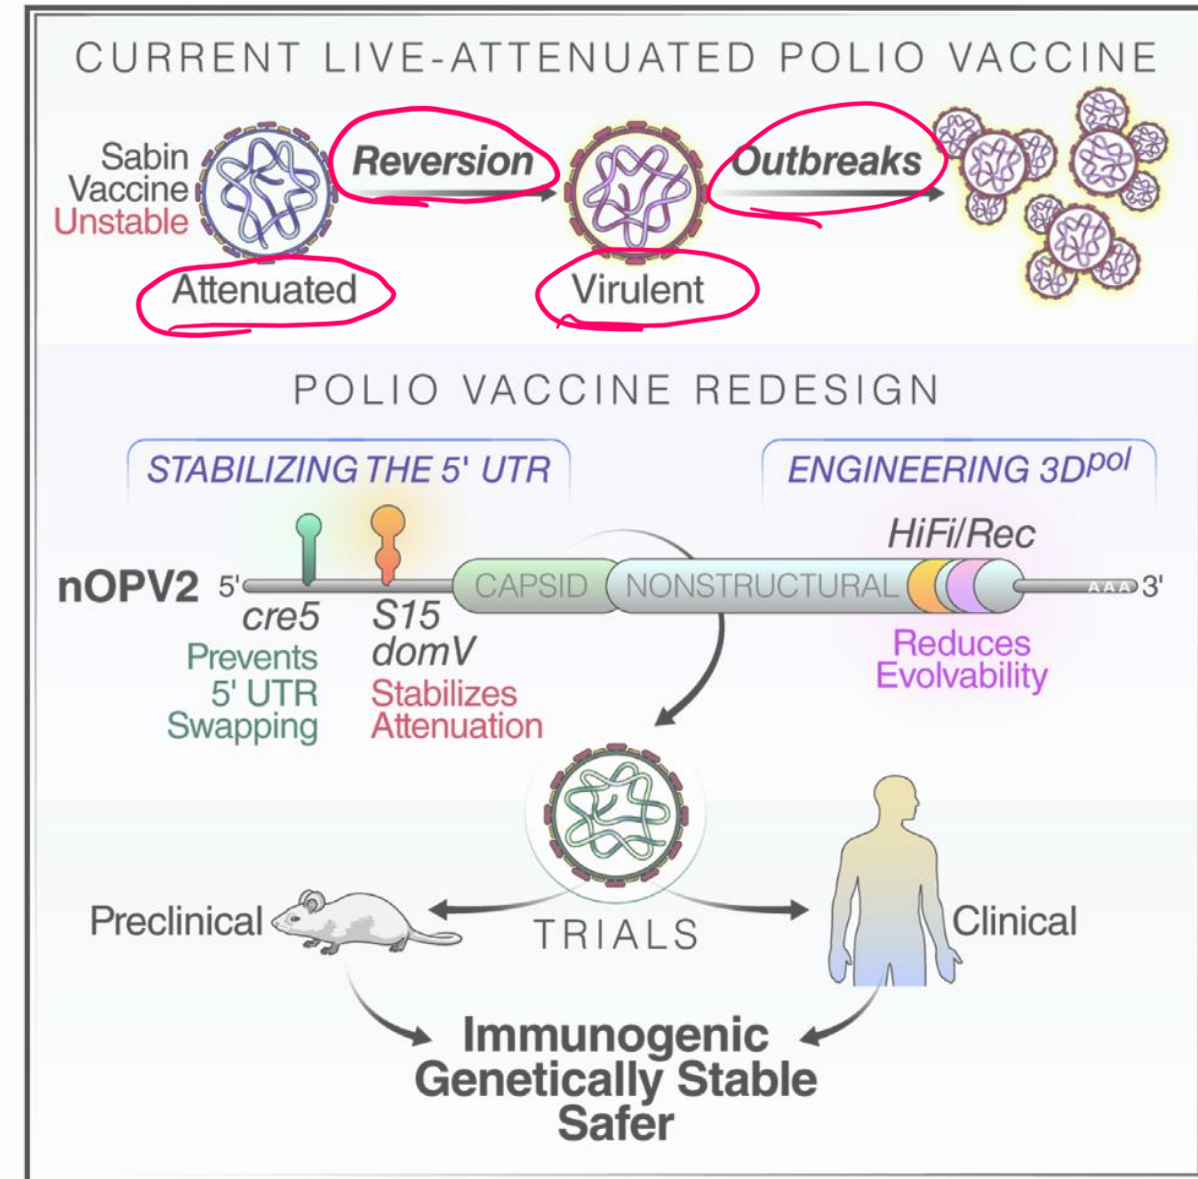 CURRENT LIVE-ATTENUATED POLIO VACCINE
Sabin
Vaccine
Unstable
Reversion
Outbreaks
Attenuated
Virulent
POLIO VACCINE REDESIGN
STABILIZING THE 5' UTR
ENGINEERING 3Dpol
HiFi/Rec
nOPV2 5' CAPSID NONSTRUCTURAL AAA 3'
cre5
Prevents
5' UTR
Swapping
S15
domV
Stabilizes
Attenuation
Reduces
Evolvability
Preclinical
TRIALS
Clinical
Immunogenic
Genetically Stable
Safer